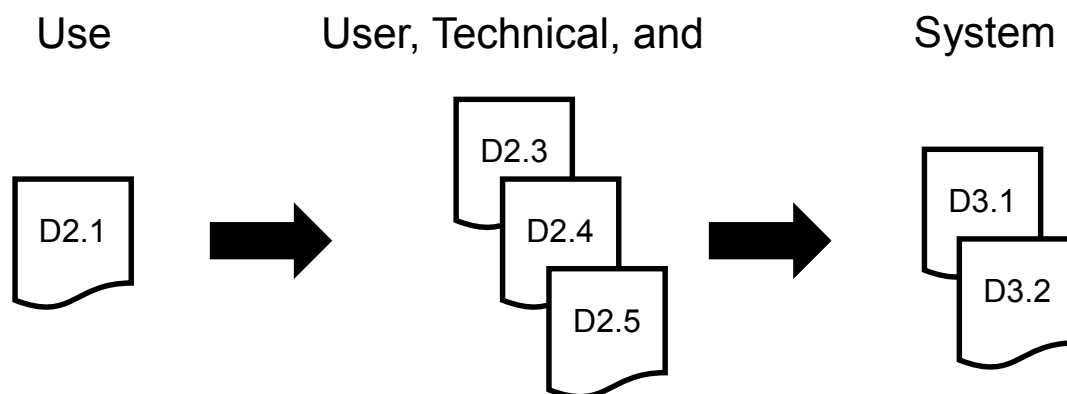 Use
User, Technical, and
System
D2.1
D2.3
D2.4
D2.5
D3.1
D3.2